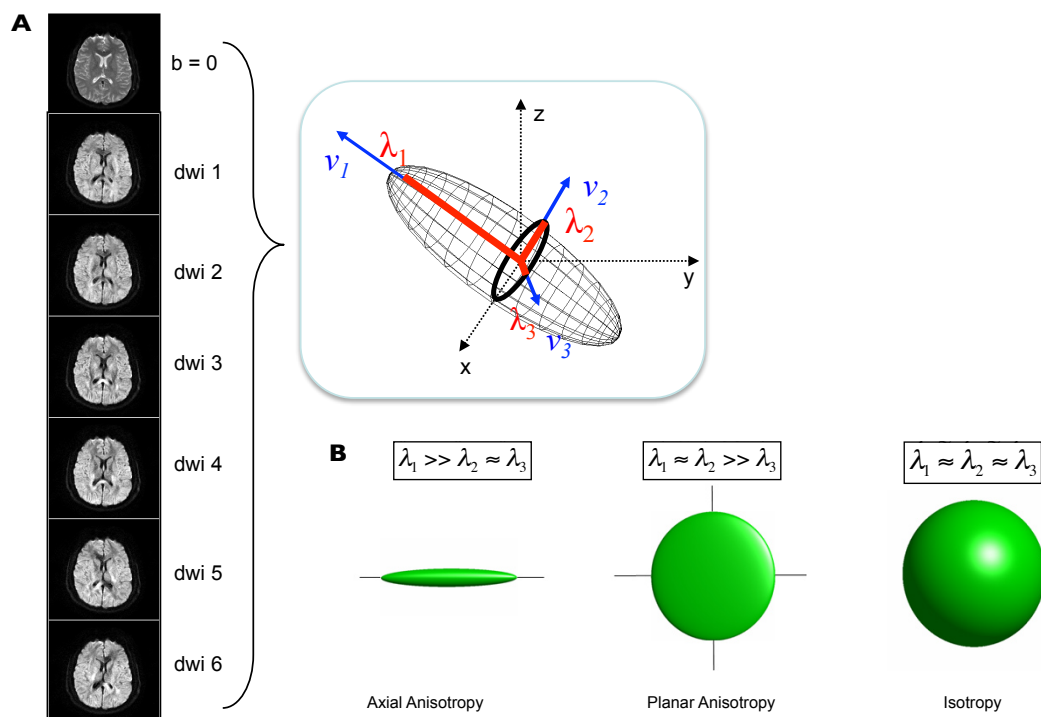 A
b = 0
dwi 1
dwi 2
dwi 3
dwi 4
dwi 5
dwi 6
z
λ1
v1
v2
λ2
y
λ3
v3
x
B
λ1 >> λ2 ≈ λ3
λ1 ≈ λ2 >> λ3
λ1 ≈ λ2 ≈ λ3
Axial Anisotropy
Planar Anisotropy
Isotropy